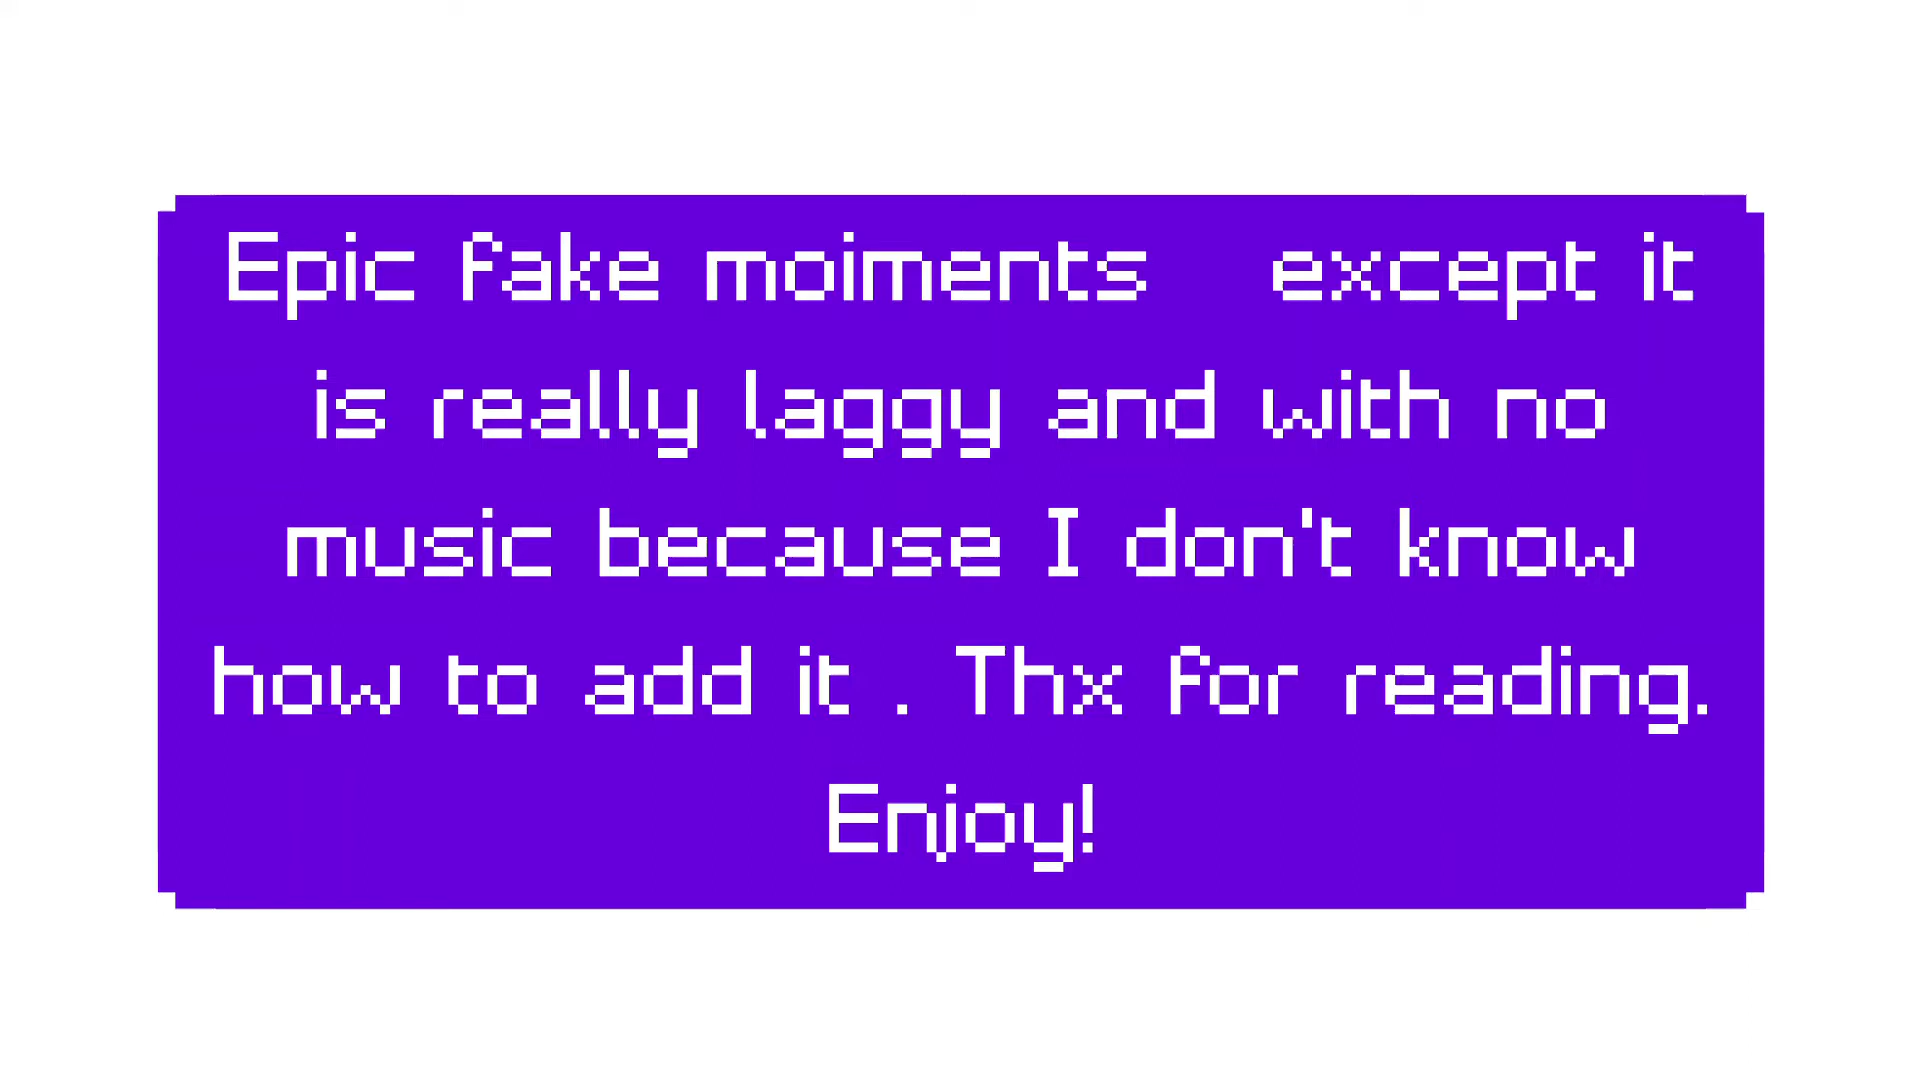 Epic fake moiments   except it
is really laggy and with no
music because I don't know
how to add it . Thx for reading.
Enjoy!